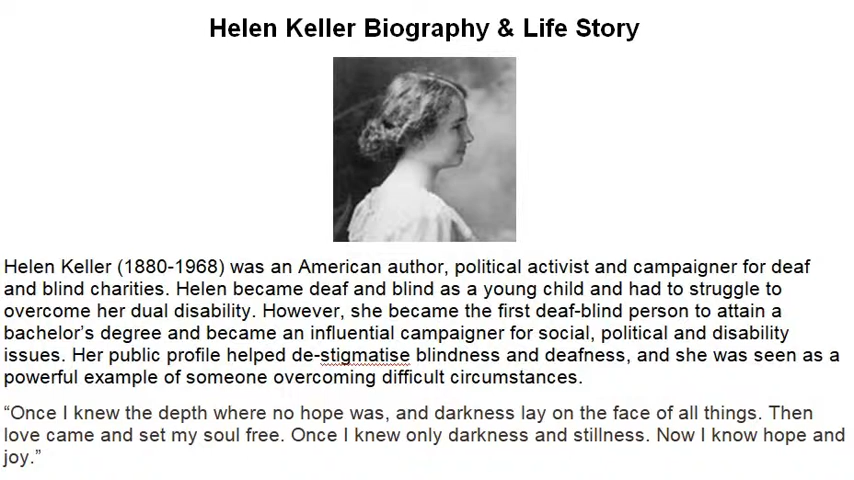 Helen Keller Biography & Life Story
Helen Keller (1880-1968) was an American author, political activist and campaigner for deaf
and blind charities. Helen became deaf and blind as a young child and had to struggle to
overcome her dual disability. However, she became the first deaf-blind person to attain a
bachelor’s degree and became an influential campaigner for social, political and disability
issues. Her public profile helped de-stigmatise blindness and deafness, and she was seen as a
powerful example of someone overcoming difficult circumstances.
“Once I knew the depth where no hope was, and darkness lay on the face of all things. Then
love came and set my soul free. Once I knew only darkness and stillness. Now I know hope and
joy.”